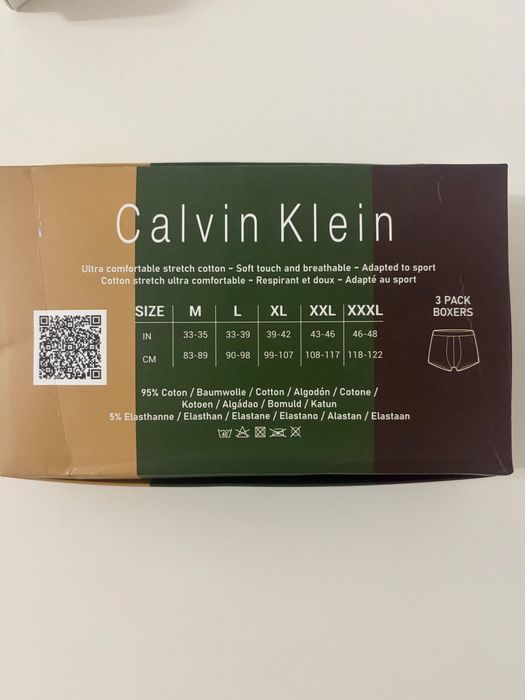 Calvin Klein
Ultra comfortable stretch cotton ~ Soft touch and breathable ~ Adapted to sport
Cotton stretch ultra comfortable ~ Respirant et doux ~ Adapté au sport
SIZE M L XL XXL XXXL
IN 33-35 33-39 39-42 43-46 46-48
CM 83-89 90-98 99-107 108-117 118-122
3 PACK
BOXERS
95% Coton / Baumwolle / Cotton / Algodón / Cotone /
Kotoen / Algádao / Bomuld / Katun
5% Elasthanne / Elasthan / Elastane / Elastano / Alastan / Elastaan
40